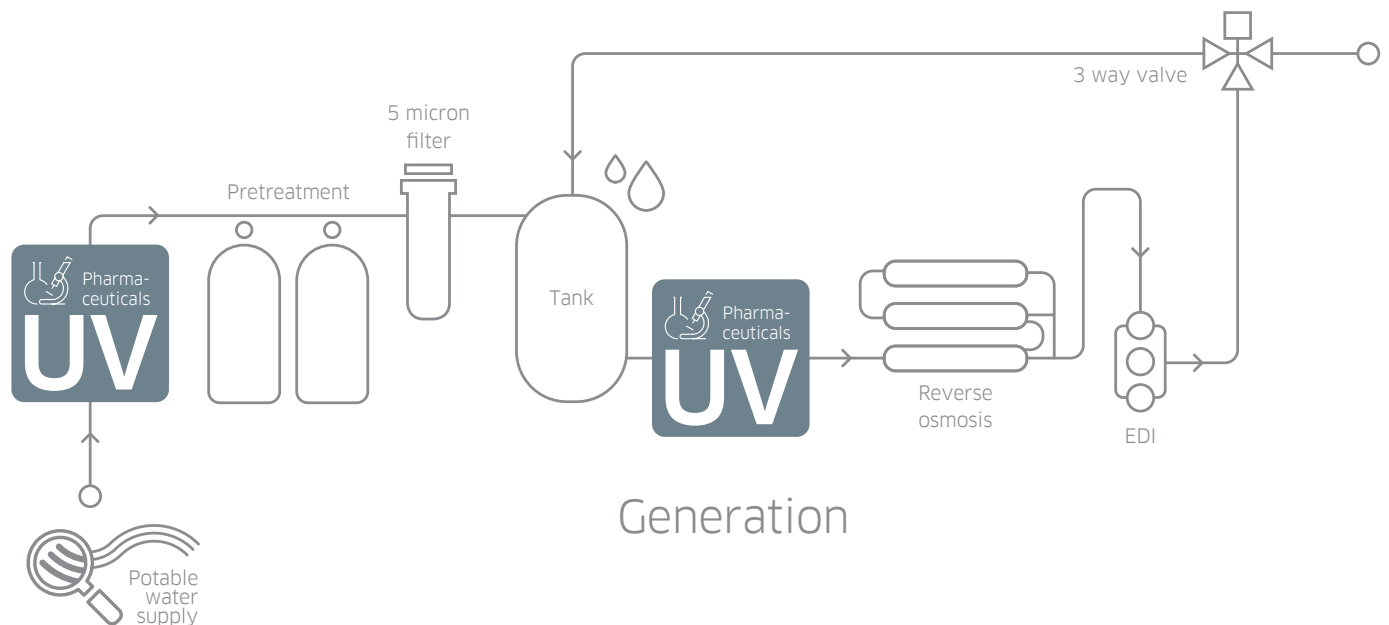 3 way valve
5 micron
filter
Pretreatment
Pharma-
ceuticals
UV
Tank
Pharma-
ceuticals
UV
Reverse
osmosis
EDI
Generation
Potable
water
supply